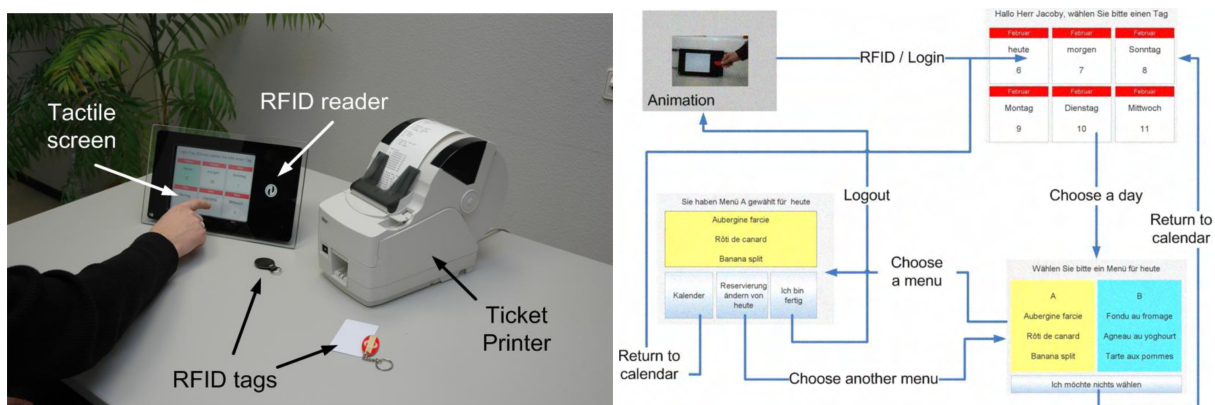 Tactile
screen
RFID reader
Ticket
Printer
RFID tags
Animation
RFID / Login
Hallo Herr Jacoby, wählen Sie bitte einen Tag
Februar
Februar
Februar
heute
morgen
Sonntag
6
7
8
Februar
Februar
Februar
Montag
Dienstag
Mittwoch
9
10
11
Logout
Choose a day
Return to
calendar
Sie haben Menü A gewählt für heute
Aubergine farcie
Rôti de canard
Banana split
Kalender
Reservierung
ändern von
heute
Ich bin
fertig
Choose
a menu
Wählen Sie bitte ein Menü für heute
A
Aubergine farcie
Rôti de canard
Banana split
B
Fondu au fromage
Agneau au yoghourt
Tarte aux pommes
Ich möchte nichts wählen
Return to
calendar
Choose another menu